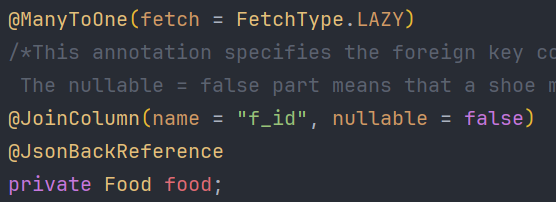 @ManyToOne(fetch = FetchType.LAZY)
/*This annotation specifies the foreign key
The nullable = false part means that a shoe
@JoinColumn(name = "f_id", nullable = false)
@JsonBackReference
private Food food;